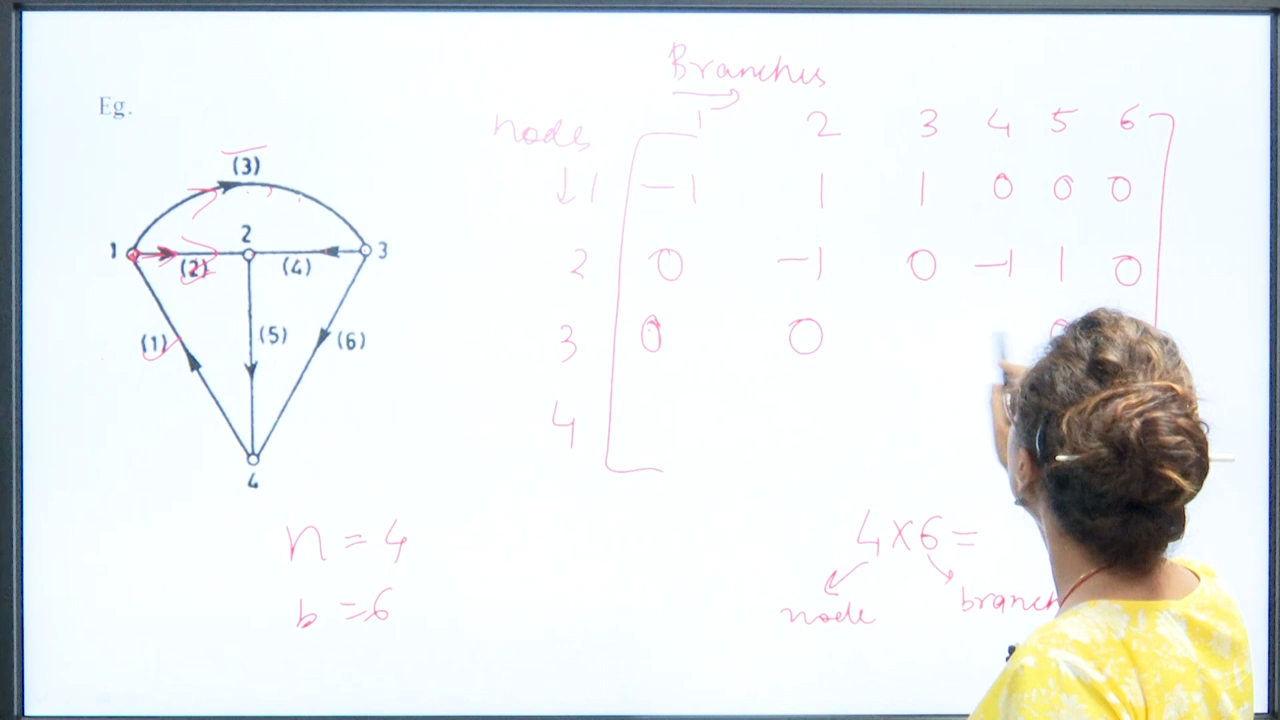 Eg.
Branches
nodes
1 2 3 4 5 6
1 -1 1 1 0 0 0
2 0 -1 0 -1 1 0
3 0 0
4
(3)
1 2 3
(2) (4)
(1) (5) (6)
4
n = 4
b = 6
4x6 =
node branch